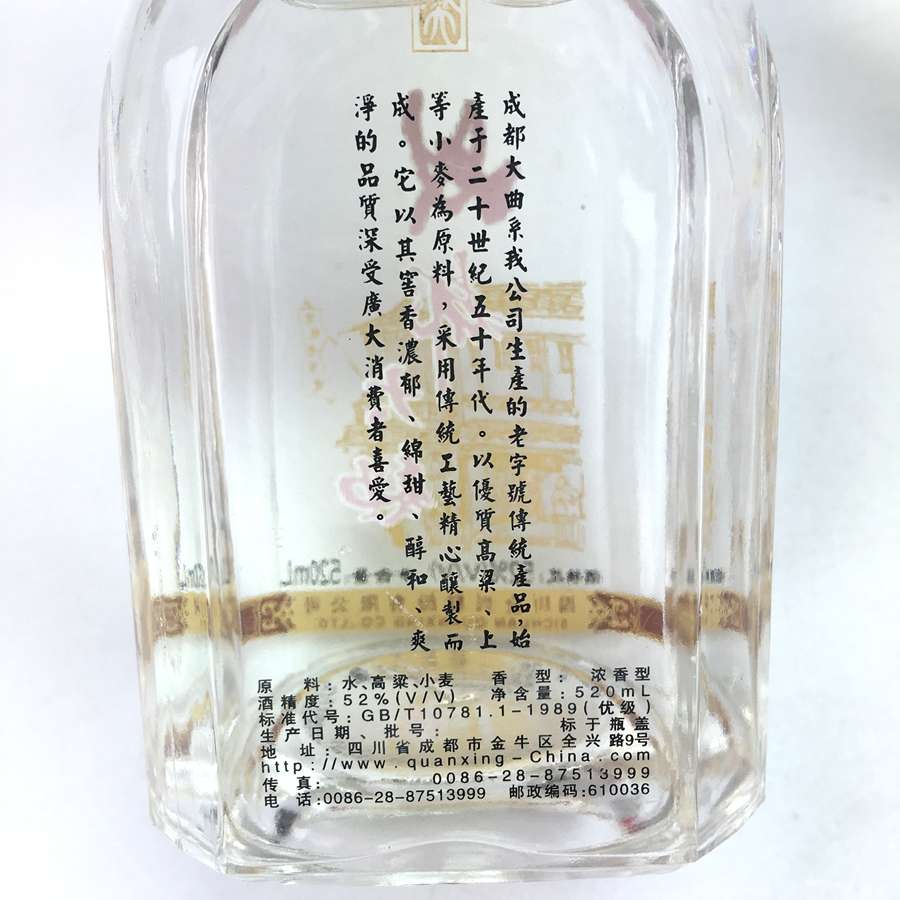 成都大曲系我公司生產的老字號傳統產品,始
產于二十世紀五十年代。以優質高粱、上
等小麥為原料,采用傳統工藝精心釀製而
成。它以其窖香濃郁、綿甜、醇和、爽
淨的品質深受廣大消費者喜愛。
原料:水、高粱、小麦 香型:浓香型
酒精度:52%(V/V) 净含量:520mL
标准代号:GB/T10781.1-1989(优级)
生产日期、批号: 标于瓶盖
地址:四川省成都市金牛区全兴路9号
http://www.quanxing-China.com
传真: 0086-28-87513999
电话:0086-28-87513999 邮政编码:610036